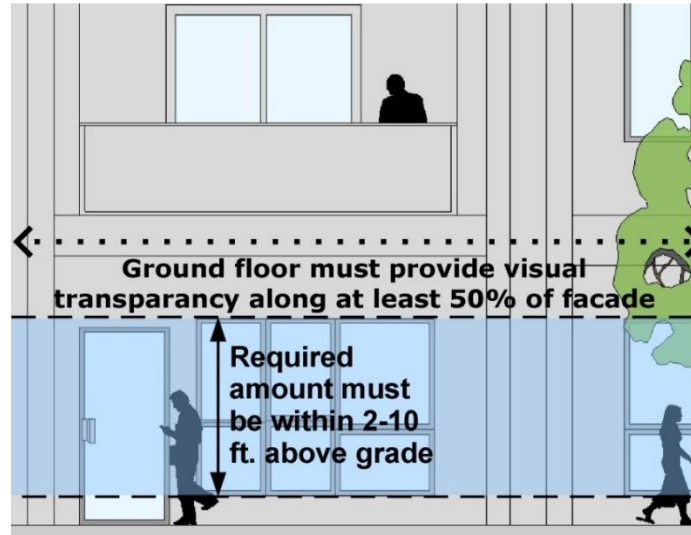 Ground floor must provide visual
transparancy along at least 50% of facade
Required
amount must
be within 2-10
ft. above grade